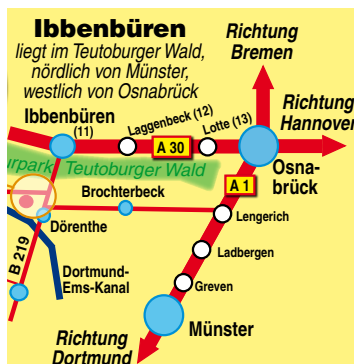 Ibbenbüren
liegt im Teutoburger Wald,
nördlich von Münster,
westlich von Osnabrück
Richtung
Bremen
Richtung
Hannover
Ibbenbüren
(11)
Laggenbeck (12)
Lotte (13)
A 30
Osna-
brück
urpark Teutoburger Wald
A 1
Brochterbeck
Lengerich
Dörenthe
B 219
Ladbergen
Dortmund-
Ems-Kanal
Greven
Münster
Richtung
Dortmund